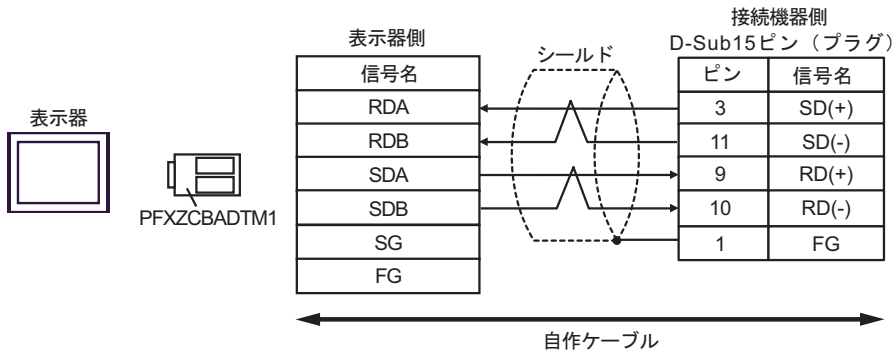 表示器
PFXZCBADTM1
表示器側
信号名
RDA
RDB
SDA
SDB
SG
FG
シールド
接続機器側
D-Sub15ピン（プラグ）
ピン 信号名
3 SD(+)
11 SD(-)
9 RD(+)
10 RD(-)
1 FG
自作ケーブル